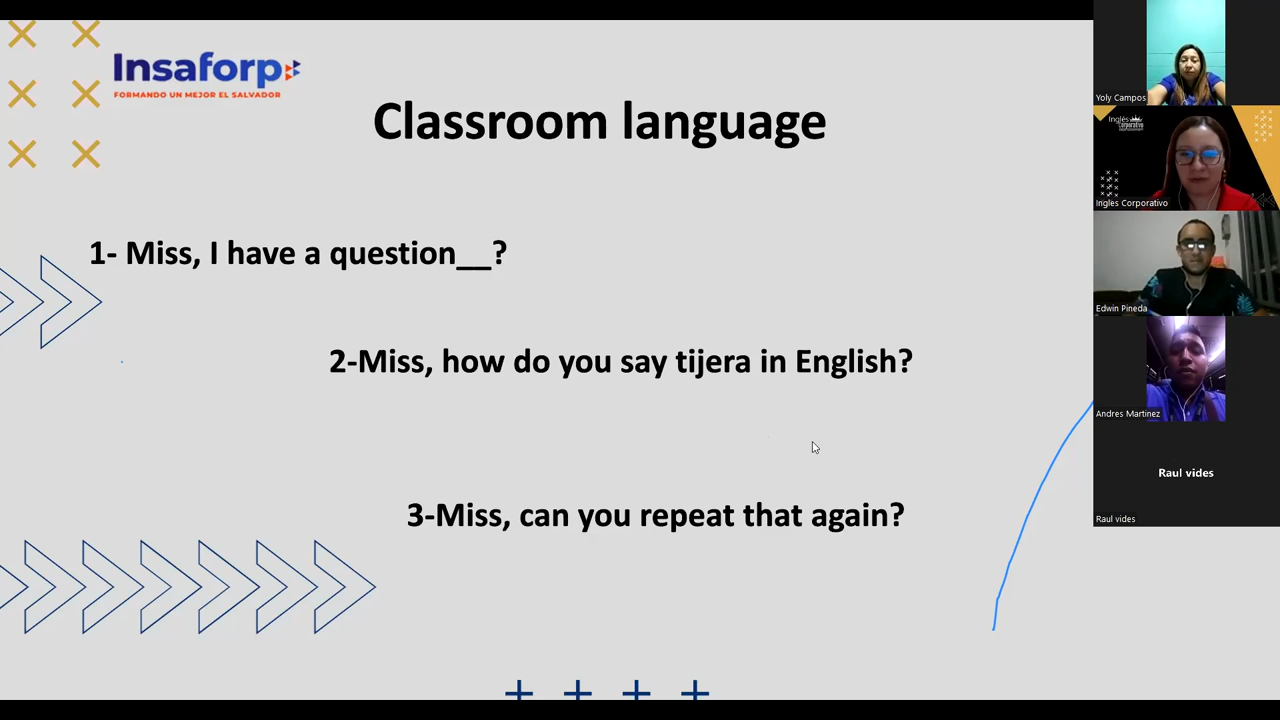 Insaforp
FORMANDO UN MEJOR EL SALVADOR
Classroom language
1- Miss, I have a question__?
2-Miss, how do you say tijera in English?
3-Miss, can you repeat that again?
Yoly Campos
Inglés
Corporativo
Ingles Corporativo
Edwin Pineda
Andres Martinez
Raul vides
Raul vides